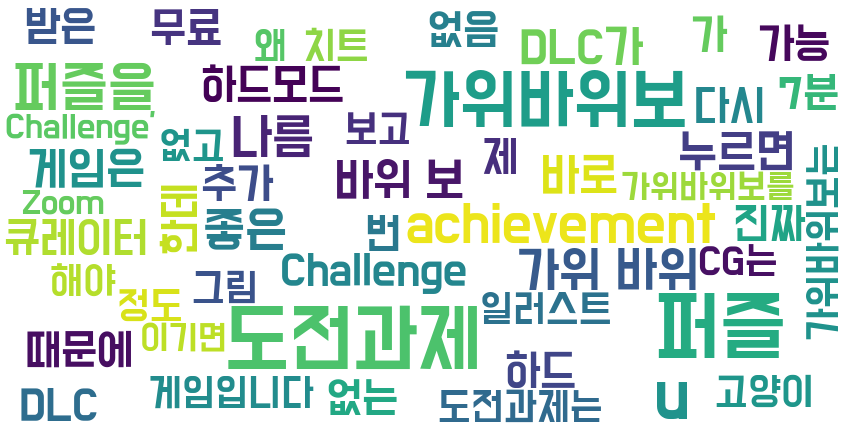 받은 무료 왜 치트 없음 DLC가 가 가능
퍼즐을 하드모드 가위바위보 다시 7분
Challenge' 없고 나름 보고 제 누르면
게임은 추가 바위 보 바로 가위바위보를
Zoom 한데 좋은 번 achievement 진짜 가위바위보는
큐레이터 Challenge 가위 바위 CG는
해야 정도 그림 일러스트 퍼즐
때문에 이기면 도전과제 하드
DLC 게임입니다 없는 도전과제는 u 고양이